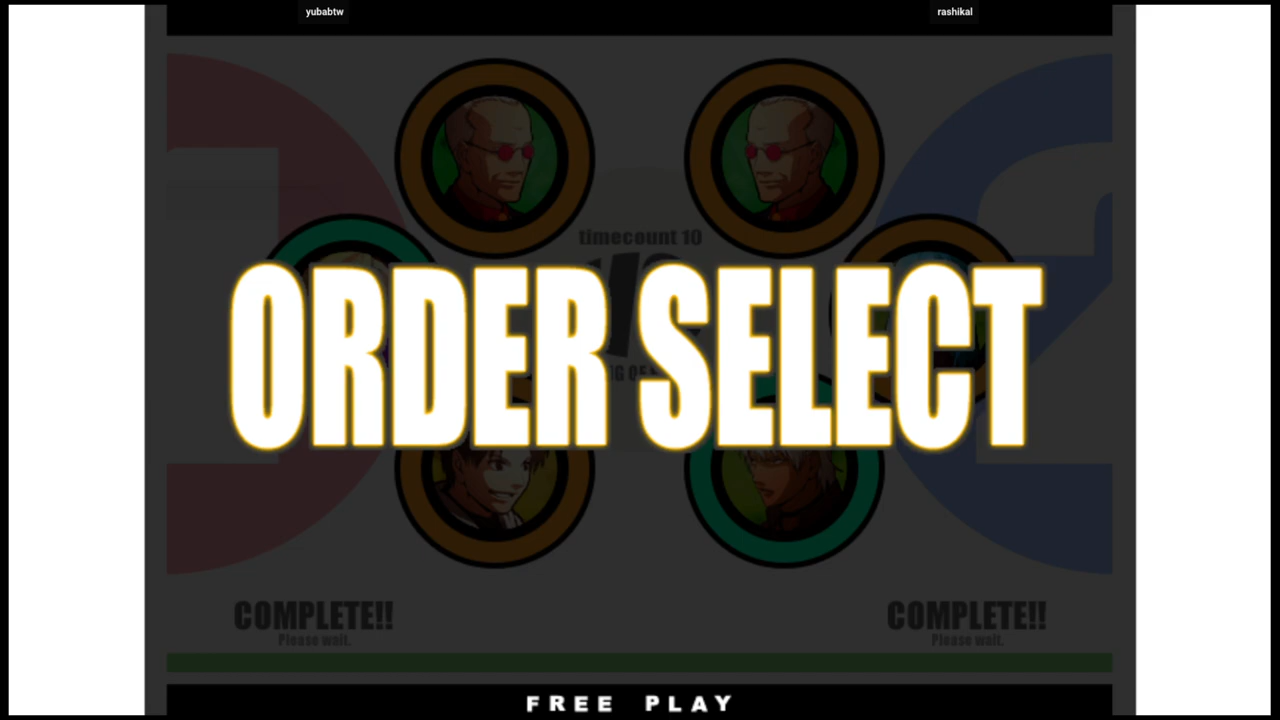 yubabtw
rashikal
timecount 10
ORDER SELECT
COMPLETE!!
Please wait.
COMPLETE!!
Please wait.
FREE PLAY